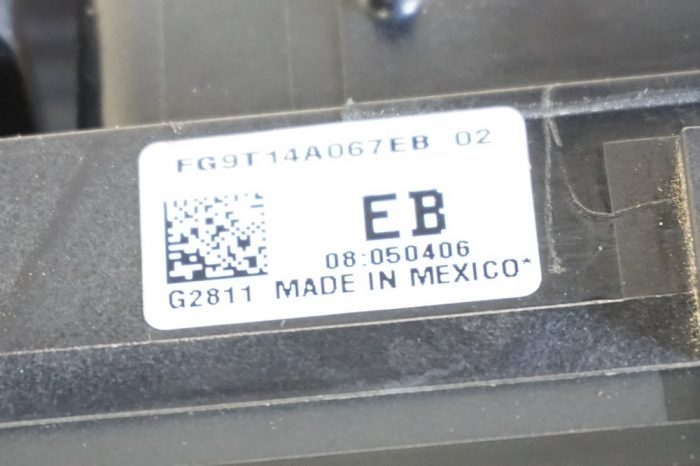 FG9T14A067EB_02
EB
08:050406
G2811 MADE IN MEXICO*